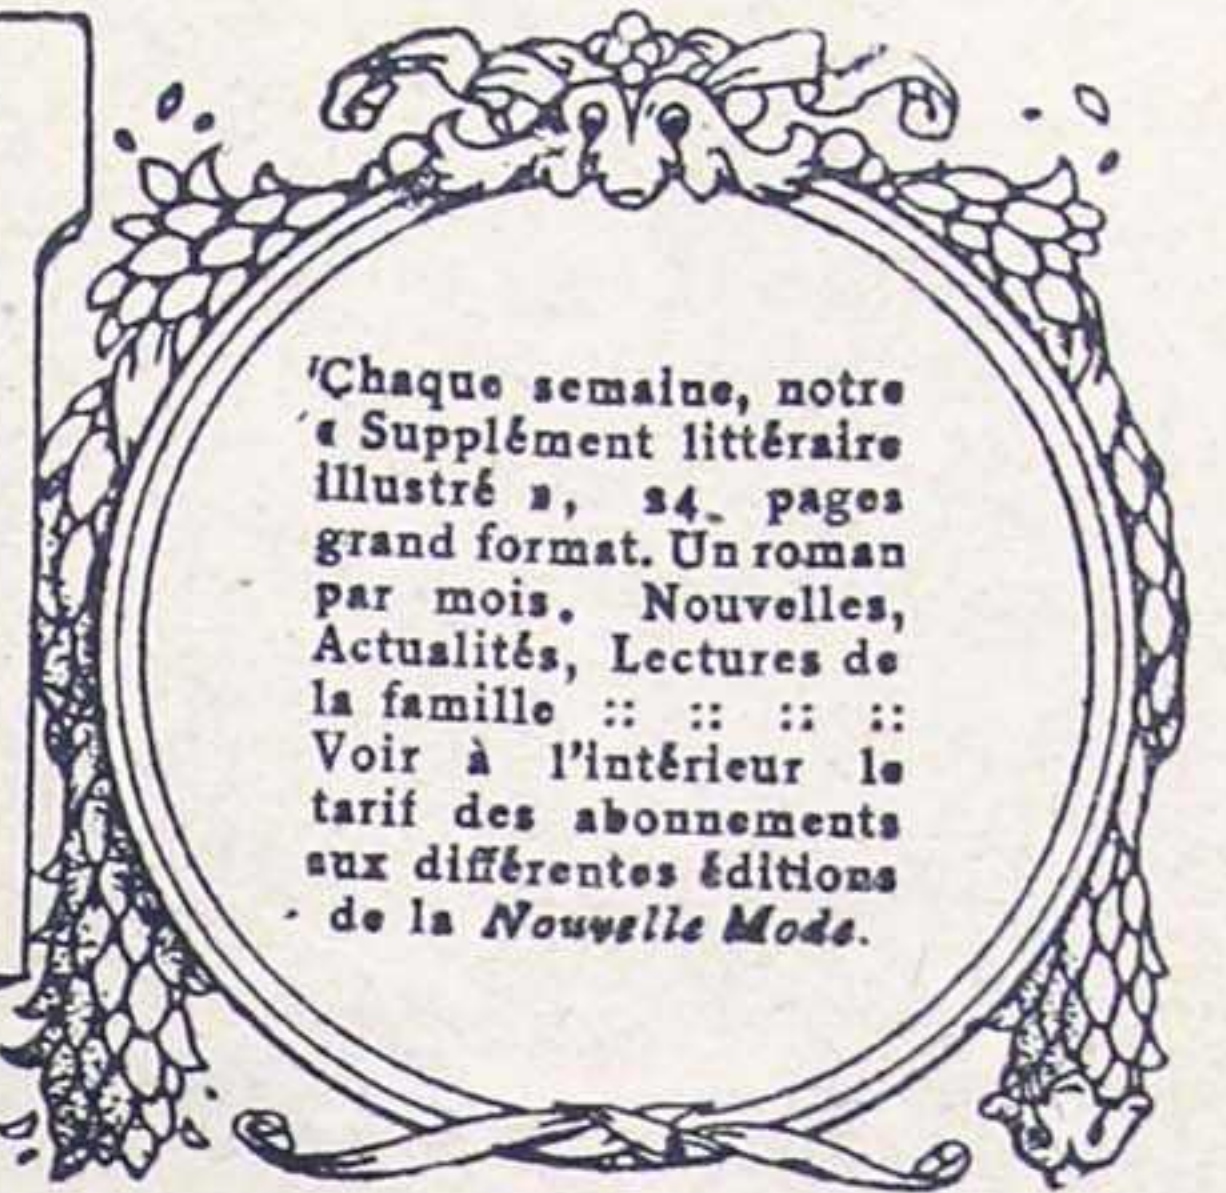 Chaque semaine, notre
« Supplément littéraire
illustré », 24 pages
grand format. Un roman
par mois. Nouvelles,
Actualités, Lectures de
la famille :: :: :: ::
Voir à l'intérieur le
tarif des abonnements
aux différentes éditions
de la Nouvelle Mode.